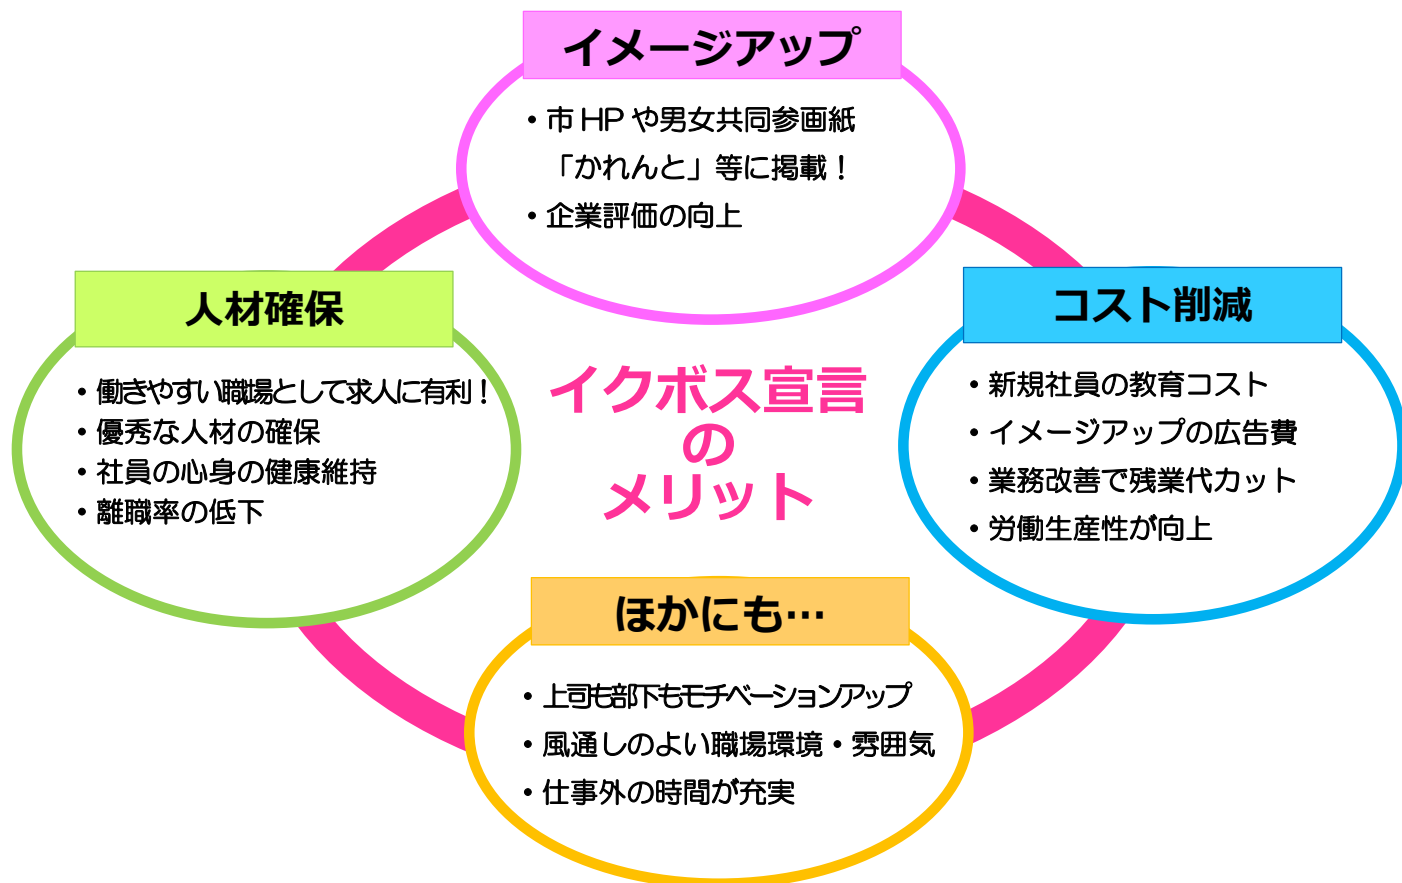 イメージアップ
・市HPや男女共同参画紙
「かれんと」等に掲載！
・企業評価の向上
人材確保
・働きやすい職場として求人に有利！
・優秀な人材の確保
・社員の心身の健康維持
・離職率の低下
イクボス宣言
の
メリット
コスト削減
・新規社員の教育コスト
・イメージアップの広告費
・業務改善で残業代カット
・労働生産性が向上
ほかにも…
・上司も部下もモチベーションアップ
・風通しのよい職場環境・雰囲気
・仕事外の時間が充実